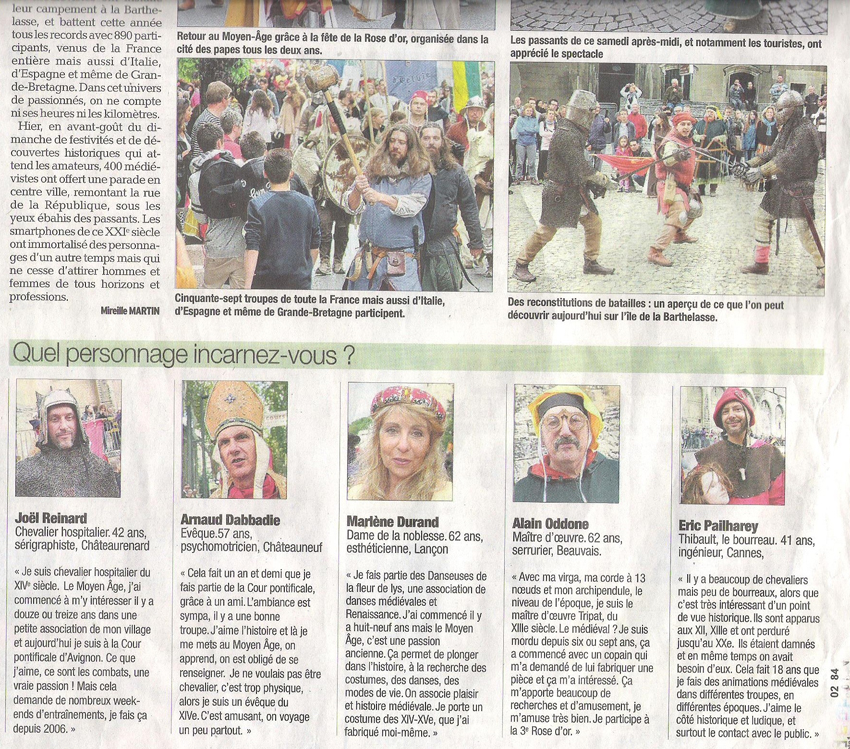 leur campement à la Barthe-
lasse, et battent cette année
tous les records avec 890 parti-
cipants, venus de la France
entière mais aussi d'Italie,
d'Espagne et même de Gran-
de-Bretagne. Dans cet univers
de passionnés, on ne compte
ni ses heures ni les kilomètres.
Hier, en avant-goût du di-
manche de festivités et de dé-
couvertes historiques qui at-
tend les amateurs, 400 médié-
vistes ont offert une parade en
centre ville, remontant la rue
de la République, sous les
yeux ébahis des passants. Les
smartphones de ce XXIe siècle
ont immortalisé des personna-
ges d'un autre temps mais qui
ne cesse d'attirer hommes et
femmes de tous horizons et
professions.
Mireille MARTIN
Retour au Moyen-Âge grâce à la fête de la Rose d'or, organisée dans la
cité des papes tous les deux ans.
Les passants de ce samedi après-midi, et notamment les touristes, ont
apprécié le spectacle
Cinquante-sept troupes de toute la France mais aussi d'Italie,
d'Espagne et même de Grande-Bretagne participent.
Des reconstitutions de batailles : un aperçu de ce que l'on peut
découvrir aujourd'hui sur l'île de la Barthelasse.
Quel personnage incarnez-vous ?
Joël Reinard
Chevalier hospitalier. 42 ans,
sérigraphiste, Châteaurenard
« Je suis chevalier hospitalier du
XIVe siècle. Le Moyen Âge, j'ai
commencé à m'y intéresser il y a
douze ou treize ans dans une
petite association de mon village
et aujourd'hui je suis à la Cour
pontificale d'Avignon. Ce que
j'aime, ce sont les combats, une
vraie passion ! Mais cela
demande de nombreux week-
ends d'entraînements, je fais ça
depuis 2006. »
Arnaud Dabbadie
Evêque.57 ans,
psychomotricien, Châteauneuf
« Cela fait un an et demi que je
fais partie de la Cour pontificale,
grâce à un ami. L'ambiance est
sympa, il y a une bonne
troupe. J'aime l'histoire et là je
me mets au Moyen Âge, on
apprend, on est obligé de se
renseigner. Je ne voulais pas être
chevalier, c'est trop physique,
alors je suis un évêque du
XIVe. C'est amusant, on voyage
un peu partout. »
Marlène Durand
Dame de la noblesse. 62 ans,
esthéticienne, Lançon
« Je fais partie des Danseuses de
la fleur de lys, une association de
danses médiévales et
Renaissance. J'ai commencé il y
a huit-neuf ans mais le Moyen
Âge, c'est une passion
ancienne. Ça permet de plonger
dans l'histoire, à la recherche des
costumes, des danses, des
modes de vie. On associe plaisir
et histoire médiévale. Je porte un
costume des XIV-XVe, que j'ai
fabriqué moi-même. »
Alain Oddone
Maître d'œuvre. 62 ans,
serrurier, Beauvais.
« Avec ma virga, ma corde à 13
nœuds et mon archipendule, le
niveau de l'époque, je suis le
maître d'œuvre Tripat, du
XIIIe siècle. Le médiéval ? Je suis
mordu depuis six ou sept ans, ça
a commencé avec un copain qui
m'a demandé de lui fabriquer une
pièce et ça m'a intéressé. Ça
m'apporte beaucoup de
recherches et d'amusement, je
m'amuse très bien. Je participe à
la 3e Rose d'or. »
Eric Pailharey
Thibault, le bourreau. 41 ans,
ingénieur, Cannes,
« Il y a beaucoup de chevaliers
mais peu de bourreaux, alors que
c'est très intéressant d'un point
de vue historique. Ils sont apparus
aux XII, XIIIe et ont perduré
jusqu'au XXe. Ils étaient damnés
et en même temps on avait
besoin d'eux. Cela fait 18 ans que
je fais des animations médiévales
dans différentes troupes, en
différentes époques. J'aime le
côté historique et ludique, et
surtout le contact avec le public. »
02 84